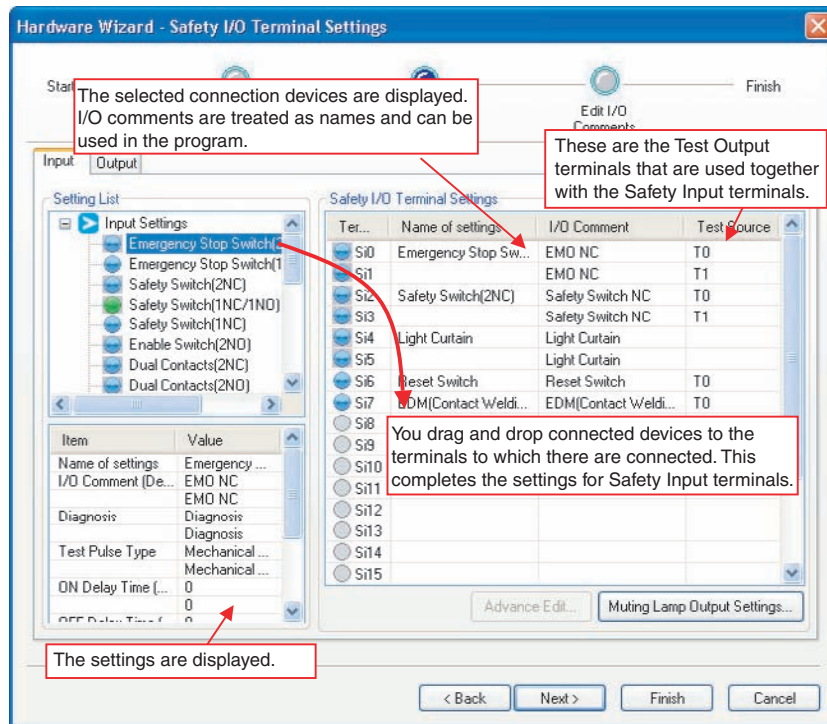 Hardware Wizard - Safety I/O Terminal Settings
Start
Finish
Edit I/O
Comments
The selected connection devices are displayed.
I/O comments are treated as names and can be
used in the program.
These are the Test Output
terminals that are used together
with the Safety Input terminals.
Input Output
Setting List
Input Settings
Emergency Stop Switch(2
Emergency Stop Switch(1
Safety Switch(2NC)
Safety Switch(1NC/1NO)
Safety Switch(1NC)
Enable Switch(2NO)
Dual Contacts(2NC)
Dual Contacts(2NO)
Item Value
Name of settings Emergency ...
I/O Comment (De... EMO NC
EMO NC
Diagnosis Diagnosis
Diagnosis
Test Pulse Type Mechanical ...
Mechanical ...
ON Delay Time (... 0
0
OFF Delay Time ( 0
The settings are displayed.
Safety I/O Terminal Settings
Ter... Name of settings I/O Comment Test Source
Si0 Emergency Stop Sw... EMO NC T0
Si1 EMO NC T1
Si2 Safety Switch(2NC) Safety Switch NC T0
Si3 Safety Switch NC T1
Si4 Light Curtain Light Curtain
Si5 Light Curtain
Si6 Reset Switch Reset Switch T0
Si7 EDM(Contact Weldi... EDM(Contact Weldi... T0
Si8
Si9
Si10
Si11
Si12
Si13
Si14
Si15
You drag and drop connected devices to the
terminals to which there are connected. This
completes the settings for Safety Input terminals.
Advance Edit... Muting Lamp Output Settings...
< Back Next > Finish Cancel